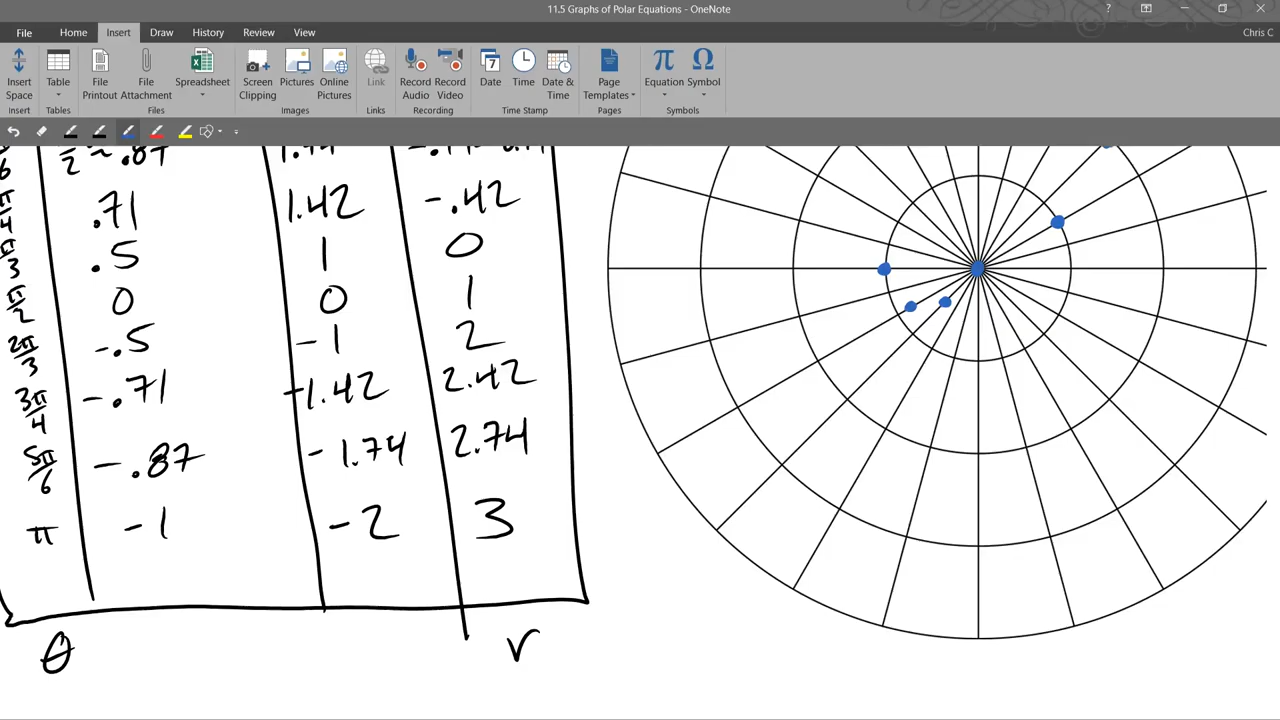 11.5 Graphs of Polar Equations - OneNote
File Home Insert Draw History Review View Chris C
Insert Space Table File Printout File Attachment Spreadsheet Screen Clipping Pictures Online Pictures Link Record Audio Record Video Date Time Date & Time Page Templates Equation Symbol
Insert Tables Files Images Links Recording Time Stamp Pages Symbols
π/4 .71 1.42 -.42
π/3 .5 1 0
π/2 0 0 1
2π/3 -.5 -1 2
3π/4 -.71 -1.42 2.42
5π/6 -.87 -1.74 2.74
π -1 -2 3
θ r